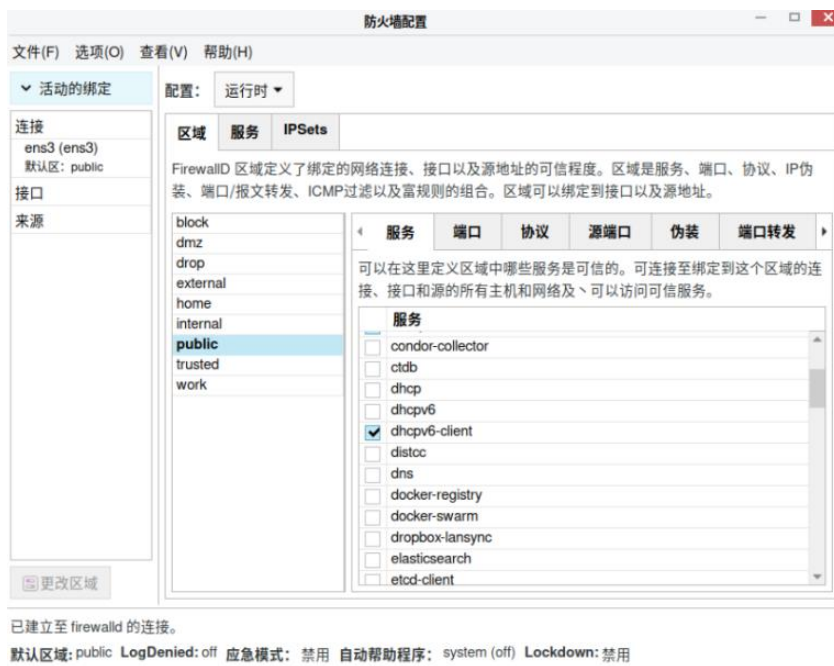 防火墙配置
文件(F) 选项(O) 查看(V) 帮助(H)
活动的绑定
配置： 运行时
连接
ens3 (ens3)
默认区: public
接口
来源
更改区域
区域 服务 IPSets
FirewallD 区域定义了绑定的网络连接、接口以及源地址的可信程度。区域是服务、端口、协议、IP伪
装、端口/报文转发、ICMP过滤以及富规则的组合。区域可以绑定到接口以及源地址。
block
dmz
drop
external
home
internal
public
trusted
work
服务 端口 协议 源端口 伪装 端口转发
可以在这里定义区域中哪些服务是可信的。可连接至绑定到这个区域的连
接、接口和源的所有主机和网络及丶可以访问可信服务。
服务
condor-collector
ctdb
dhcp
dhcpv6
dhcpv6-client
distcc
dns
docker-registry
docker-swarm
dropbox-lansync
elasticsearch
etcd-client
已建立至 firewalld 的连接。
默认区域: public LogDenied: off 应急模式： 禁用 自动帮助程序： system (off) Lockdown: 禁用